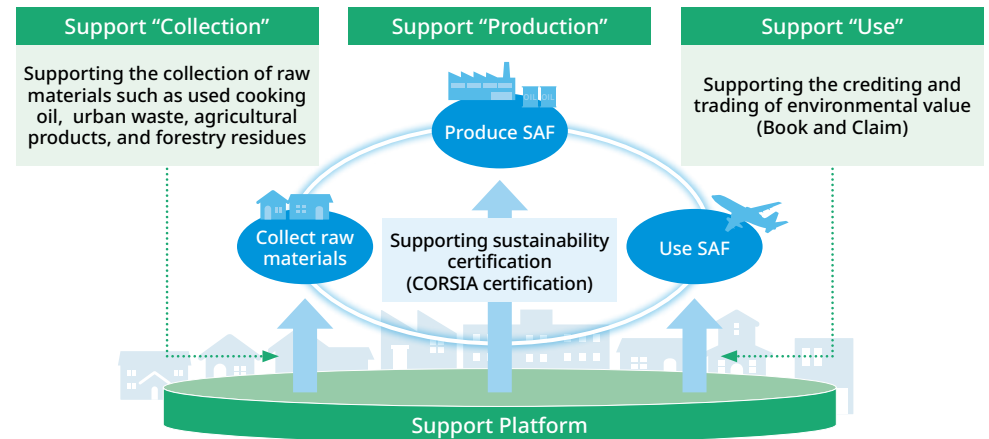 Support “Collection”
Supporting the collection of raw
materials such as used cooking
oil, urban waste, agricultural
products, and forestry residues
Support “Production”
Support “Use”
Supporting the crediting and
trading of environmental value
(Book and Claim)
OIL OIL
Produce SAF
Collect raw
materials
Supporting sustainability
certification
(CORSIA certification)
Use SAF
Support Platform